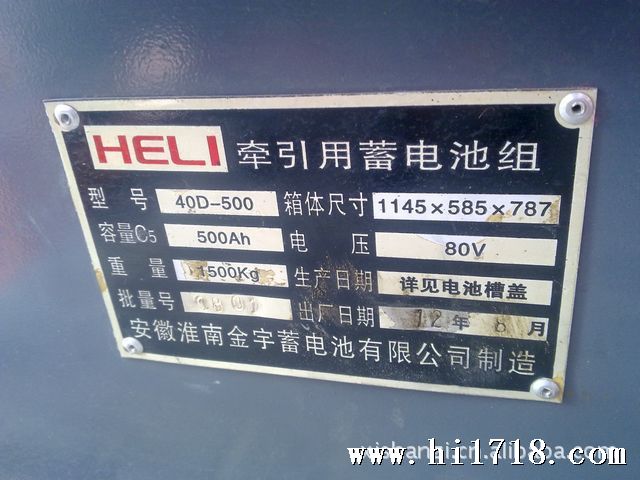 HELI 牵引用蓄电池组
型号 40D-500 箱体尺寸 1145×585×787
容量C5 500Ah 电压 80V
重量 1500Kg 生产日期 详见电池槽盖
批量号 出厂日期 12年8月
安徽淮南金宇蓄电池有限公司制造
www.hi1718.com